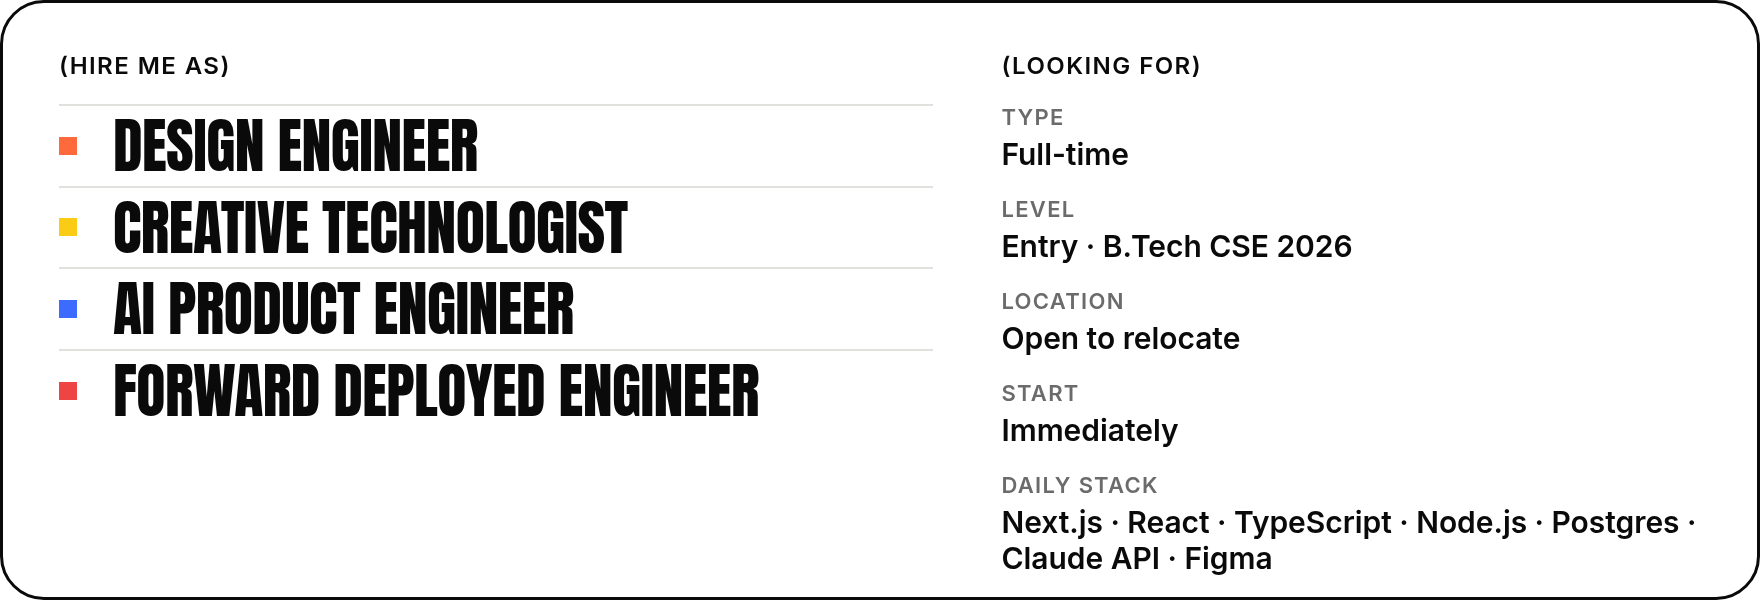 (HIRE ME AS)
DESIGN ENGINEER
CREATIVE TECHNOLOGIST
AI PRODUCT ENGINEER
FORWARD DEPLOYED ENGINEER
(LOOKING FOR)
TYPE
Full-time
LEVEL
Entry · B.Tech CSE 2026
LOCATION
Open to relocate
START
Immediately
DAILY STACK
Next.js · React · TypeScript · Node.js · Postgres ·
Claude API · Figma